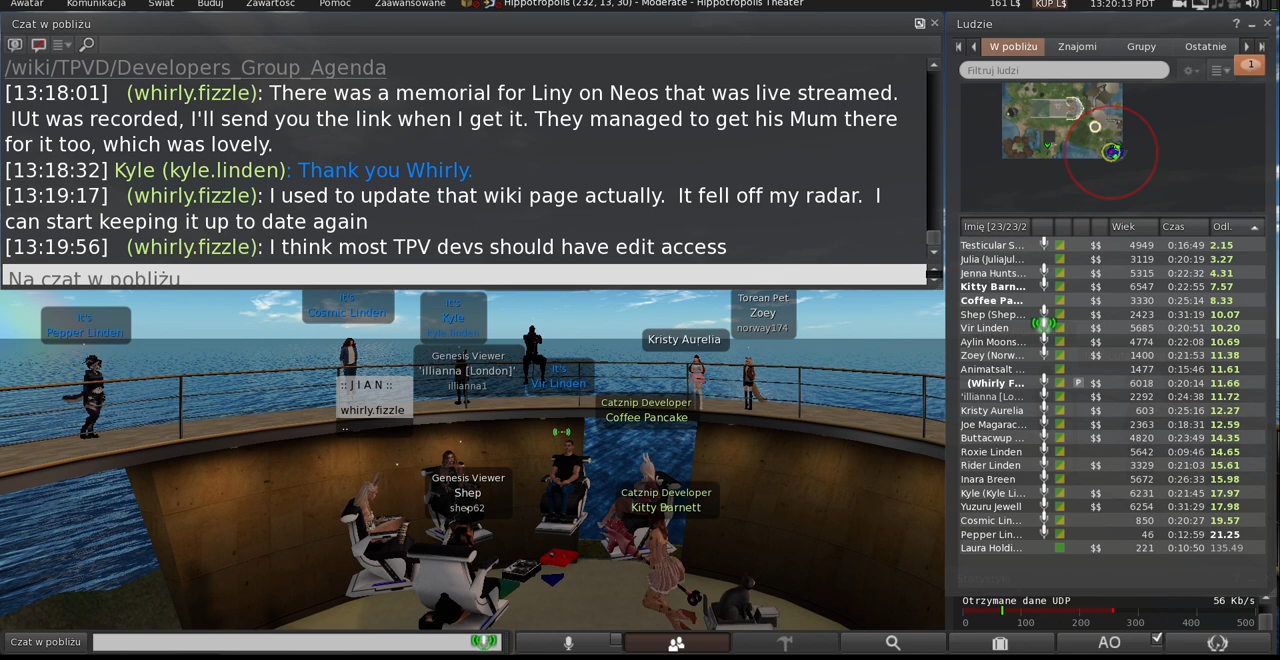 Awatar Komunikacja Świat Buduj Zawartość Pomoc Zaawansowane Hippotropolis (232, 13, 30) - Moderate - Hippotropolis Theater 161 L$ KUP L$ 13:20:13 PDT
Czat w pobliżu
/wiki/TPVD/Developers_Group_Agenda
[13:18:01] (whirly.fizzle): There was a memorial for Liny on Neos that was live streamed.
IUt was recorded, I'll send you the link when I get it. They managed to get his Mum there
for it too, which was lovely.
[13:18:32] Kyle (kyle.linden): Thank you Whirly.
[13:19:17] (whirly.fizzle): I used to update that wiki page actually. It fell off my radar. I
can start keeping it up to date again
[13:19:56] (whirly.fizzle): I think most TPV devs should have edit access
Na czat w pobliżu
It's
Pepper Linden
It's
Cosmic Linden
It's
Kyle
kyle.linden
Torean Pet
Zoey
norway174
Kristy Aurelia
Genesis Viewer
'illianna [London]'
illianna1
It's
Vir Linden
:: J I A N ::
whirly.fizzle
Catznip Developer
Coffee Pancake
Genesis Viewer
Shep
shep62
Catznip Developer
Kitty Barnett
Czat w pobliżu
Ludzie
W pobliżu Znajomi Grupy Ostatnie
Filtruj ludzi
1
Imię [23/23/2 Wiek Czas Odl.
Testicular S... $$ 4949 0:16:49 2.15
Julia (JuliaJul... $$ 3119 0:20:19 3.27
Jenna Hunts... $$ 5315 0:22:32 4.31
Kitty Barn... $$ 6547 0:22:55 7.57
Coffee Pa... $$ 3330 0:25:14 8.33
Shep (Shep... $$ 2423 0:31:19 10.07
Vir Linden $$ 5685 0:20:51 10.20
Aylin Moons... $$ 4774 0:22:08 10.69
Zoey (Norw... $$ 1400 0:21:53 11.38
Animatsalt ... 1477 0:15:46 11.61
(Whirly F... P $$ 6018 0:20:14 11.66
'illianna [Lo... $$ 2292 0:24:38 11.72
Kristy Aurelia $$ 603 0:25:16 12.27
Joe Magarac... $$ 2363 0:18:31 12.59
Buttacwup ... $$ 4820 0:23:49 14.35
Roxie Linden 5642 0:09:46 14.65
Rider Linden $$ 3329 0:21:03 15.61
Inara Breen 5672 0:26:33 15.98
Kyle (Kyle Li... $$ 6231 0:21:45 17.97
Yuzuru Jewell $$ 6254 0:31:29 17.98
Cosmic Lin... 850 0:20:27 19.57
Pepper Lin... 46 0:12:59 21.25
Laura Holdi... $$ 221 0:10:50 135.49
Otrzymane dane UDP 56 Kb/s
0 100 200 300 400 500
AO